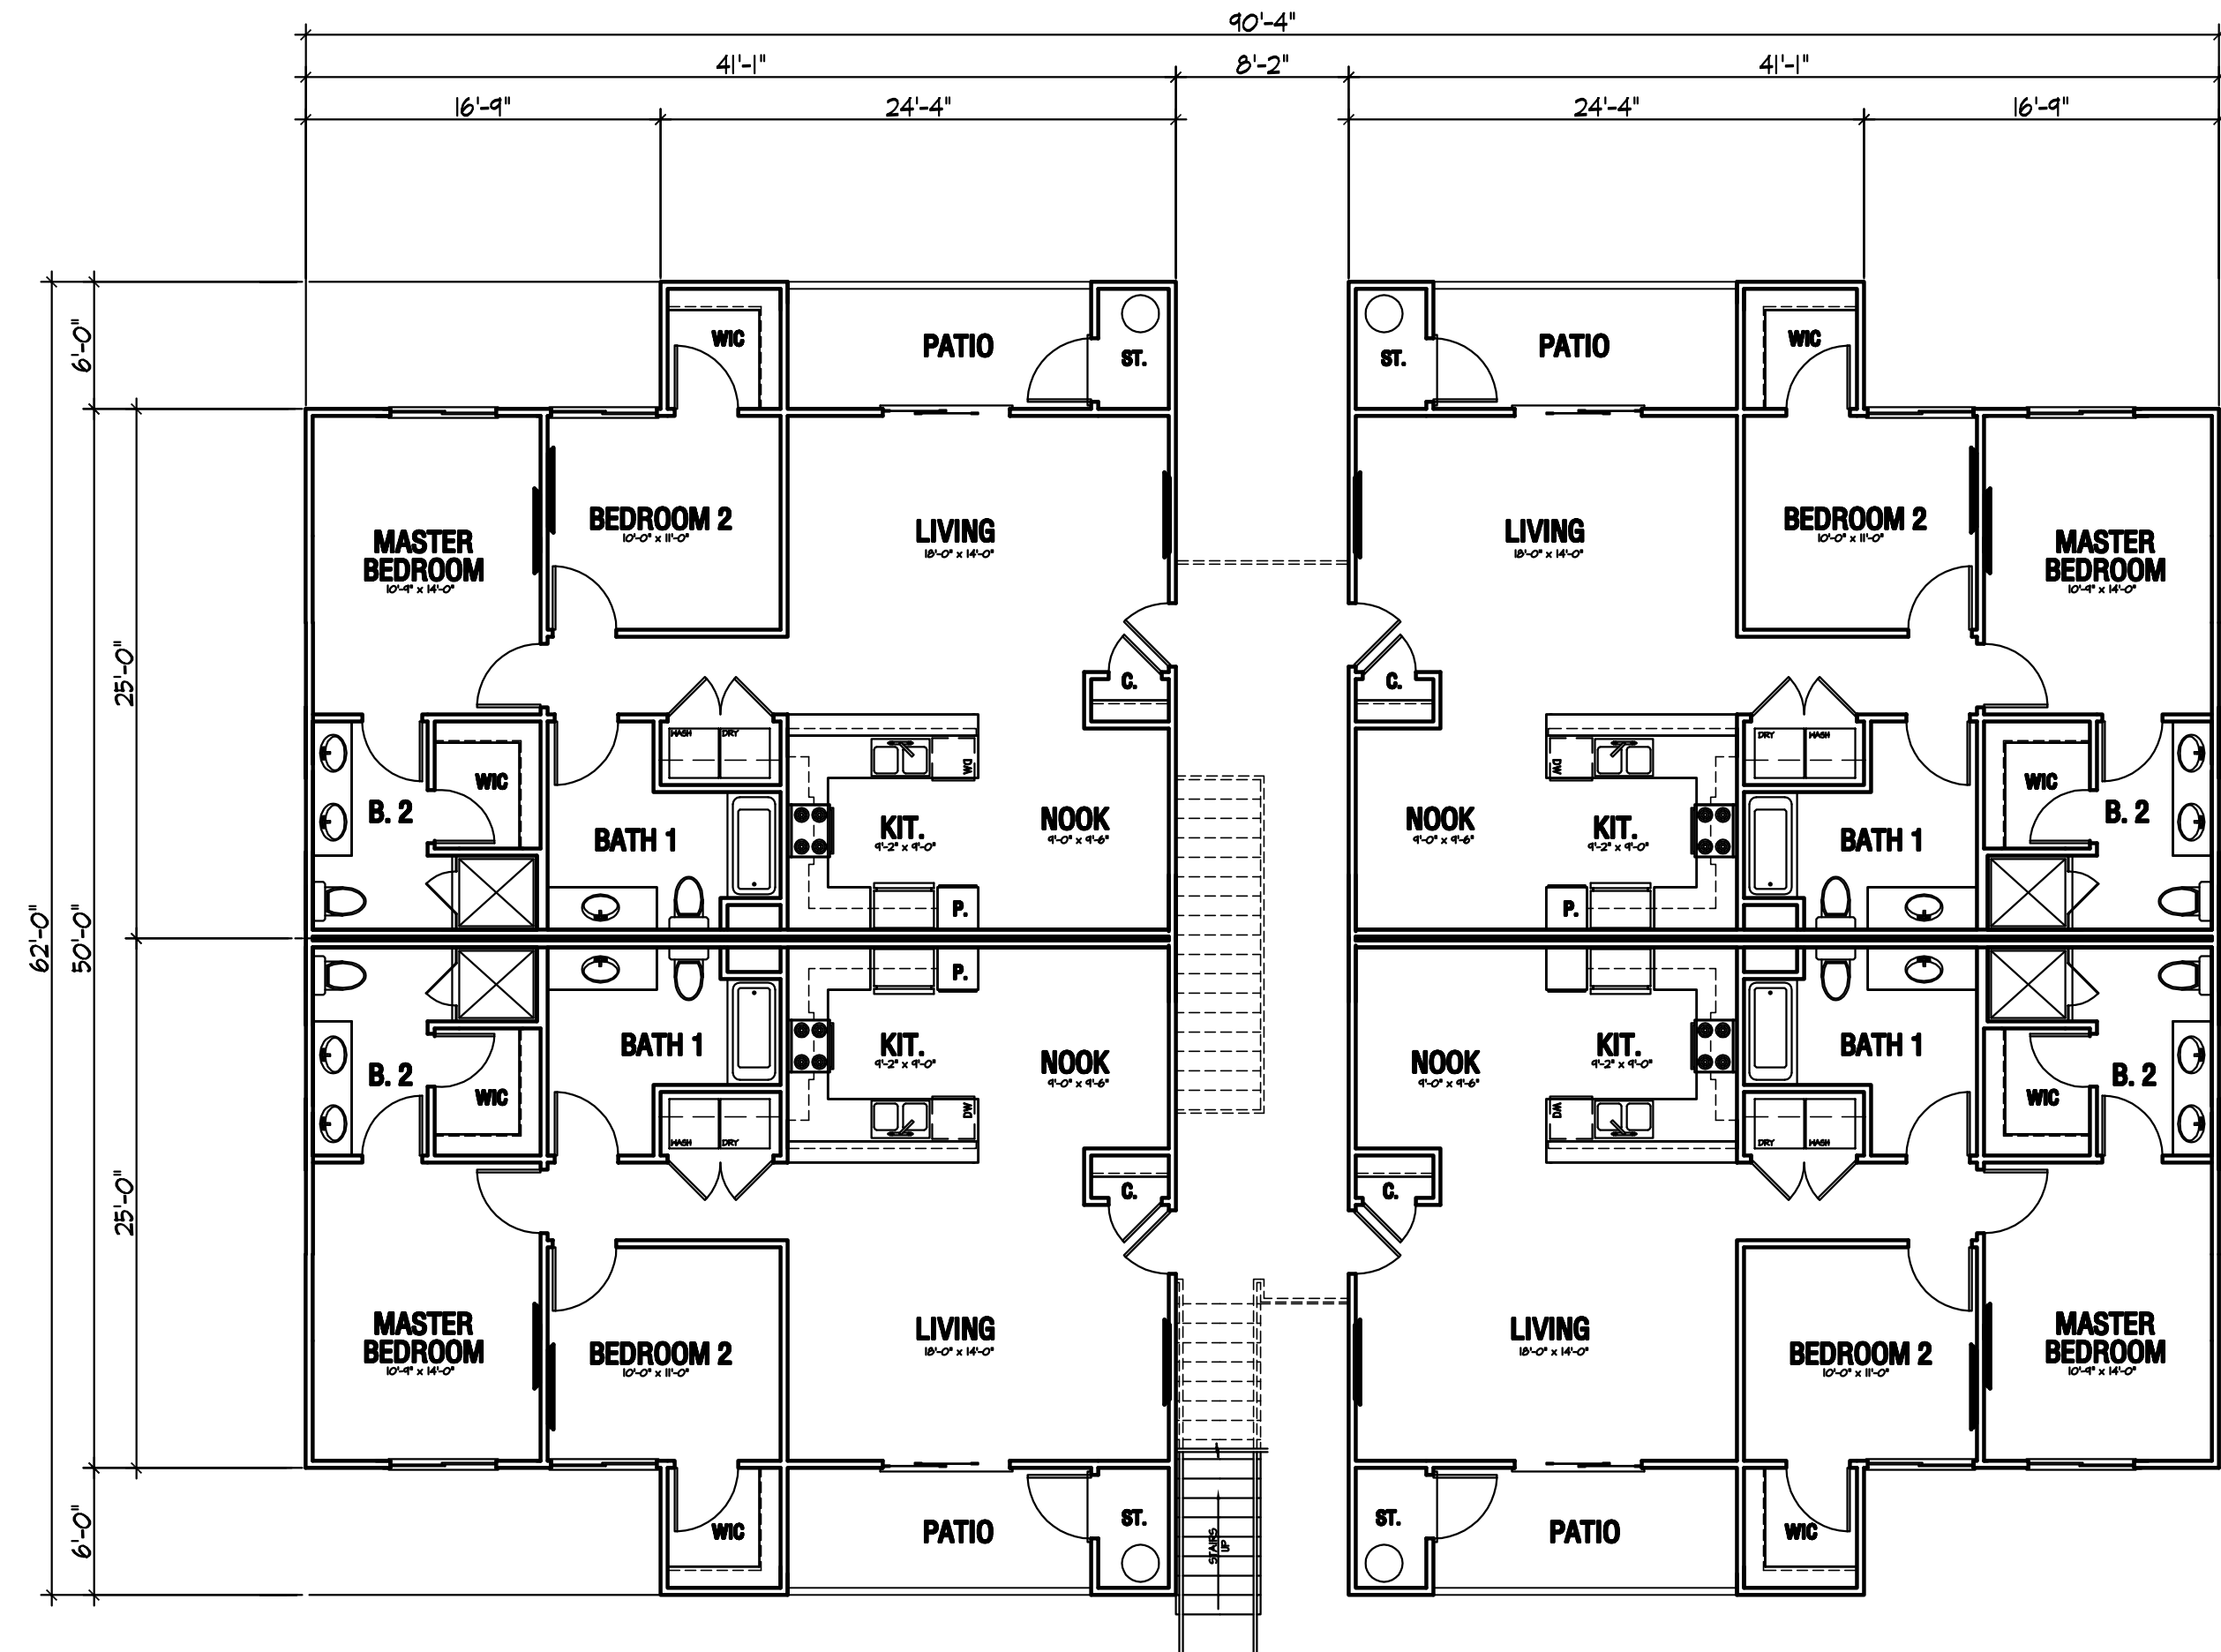 90'-4"
41'-1" 8'-2" 41'-1"
16'-9" 24'-4" 24'-4" 16'-9"
6'-0"
25'-0"
62'-0"
50'-0"
25'-0"
6'-0"
WIC PATIO ST. ST. PATIO WIC
MASTER
BEDROOM
10'-9" x 14'-0"
BEDROOM 2
10'-0" x 11'-0"
LIVING
18'-0" x 14'-0"
LIVING
18'-0" x 14'-0"
BEDROOM 2
10'-0" x 11'-0"
MASTER
BEDROOM
10'-9" x 14'-0"
C. C.
WASH DRY DRY WASH
DW DW
B. 2
WIC
BATH 1
KIT.
9'-2" x 9'-0"
NOOK
9'-0" x 9'-6"
NOOK
9'-0" x 9'-6"
KIT.
9'-2" x 9'-0"
BATH 1
WIC
B. 2
P. P.
P.
B. 2
WIC
BATH 1
KIT.
9'-2" x 9'-0"
NOOK
9'-0" x 9'-6"
NOOK
9'-0" x 9'-6"
KIT.
9'-2" x 9'-0"
BATH 1
WIC
B. 2
DW DW
WASH DRY DRY WASH
C. C.
MASTER
BEDROOM
10'-9" x 14'-0"
BEDROOM 2
10'-0" x 11'-0"
LIVING
18'-0" x 14'-0"
LIVING
18'-0" x 14'-0"
BEDROOM 2
10'-0" x 11'-0"
MASTER
BEDROOM
10'-9" x 14'-0"
WIC PATIO ST. ST. PATIO WIC
STAIRS
UP